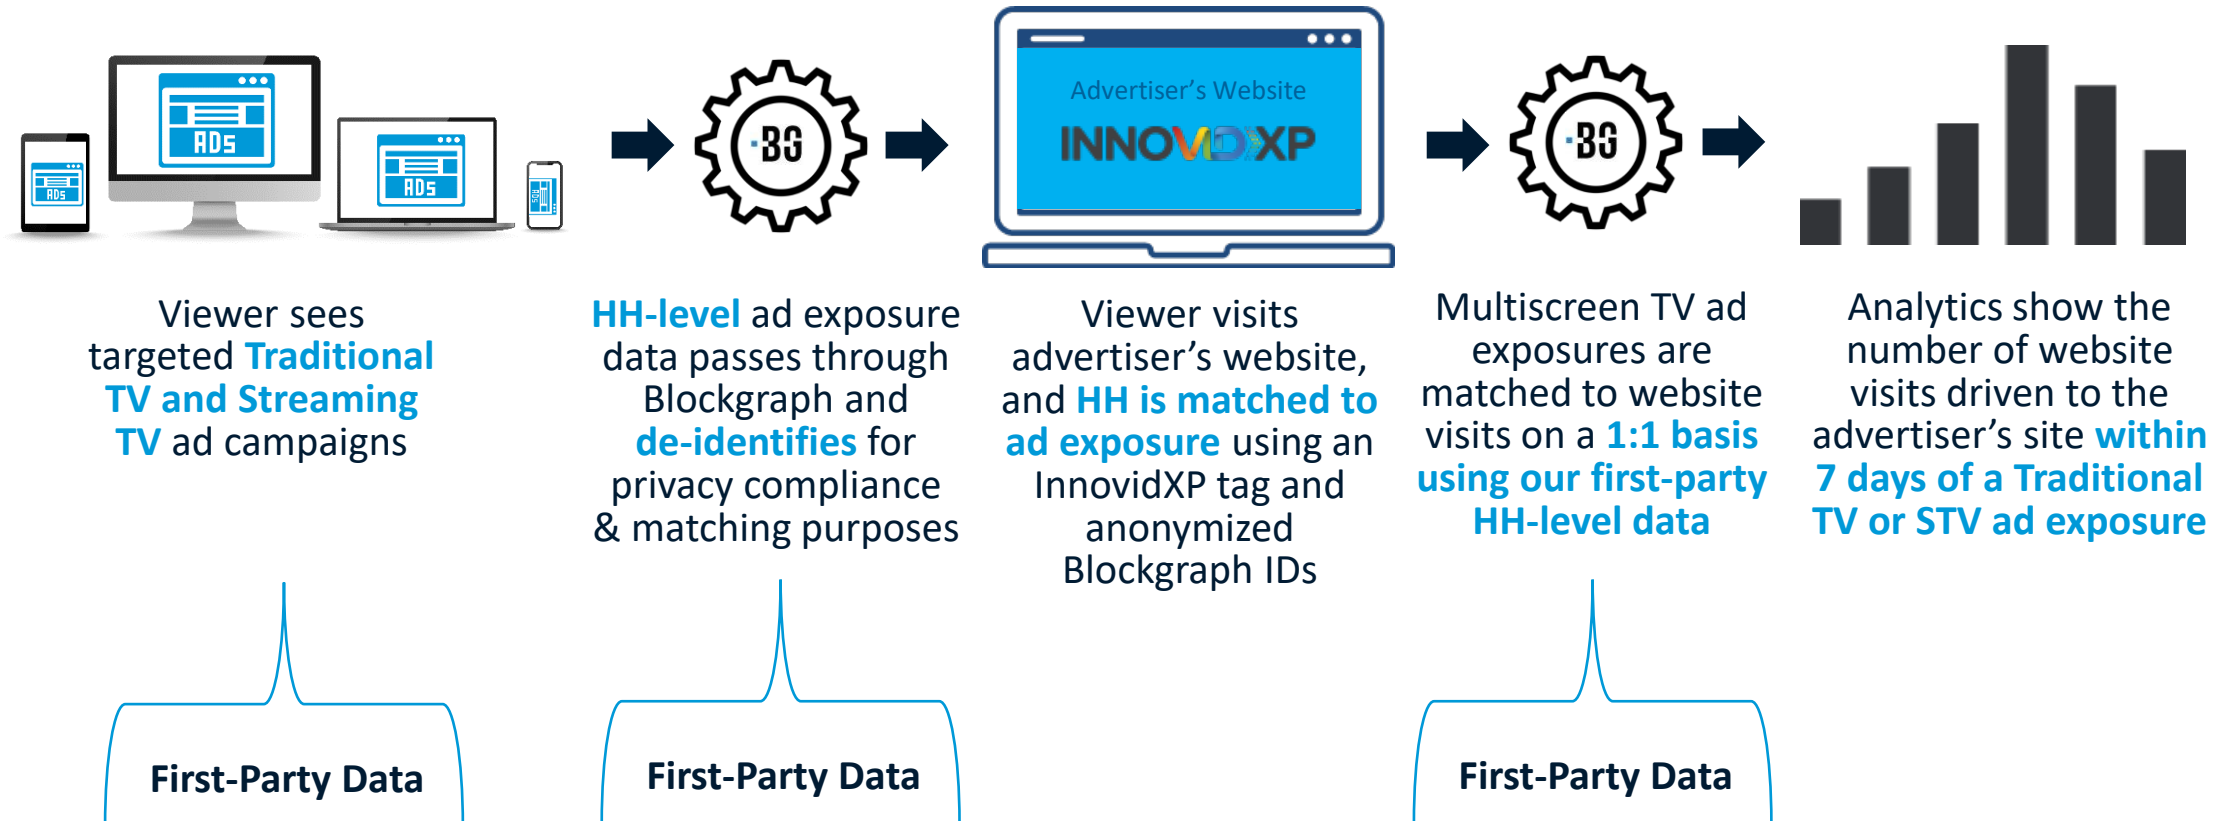 ADs
ADs
ADs
ADs
·BG
Advertiser's Website
INNOVIDXP
·BG
Viewer sees
targeted Traditional
TV and Streaming
TV ad campaigns
HH-level ad exposure
data passes through
Blockgraph and
de-identifies for
privacy compliance
& matching purposes
Viewer visits
advertiser's website,
and HH is matched to
ad exposure using an
InnovidXP tag and
anonymized
Blockgraph IDs
Multiscreen TV ad
exposures are
matched to website
visits on a 1:1 basis
using our first-party
HH-level data
Analytics show the
number of website
visits driven to the
advertiser's site within
7 days of a Traditional
TV or STV ad exposure
First-Party Data
First-Party Data
First-Party Data